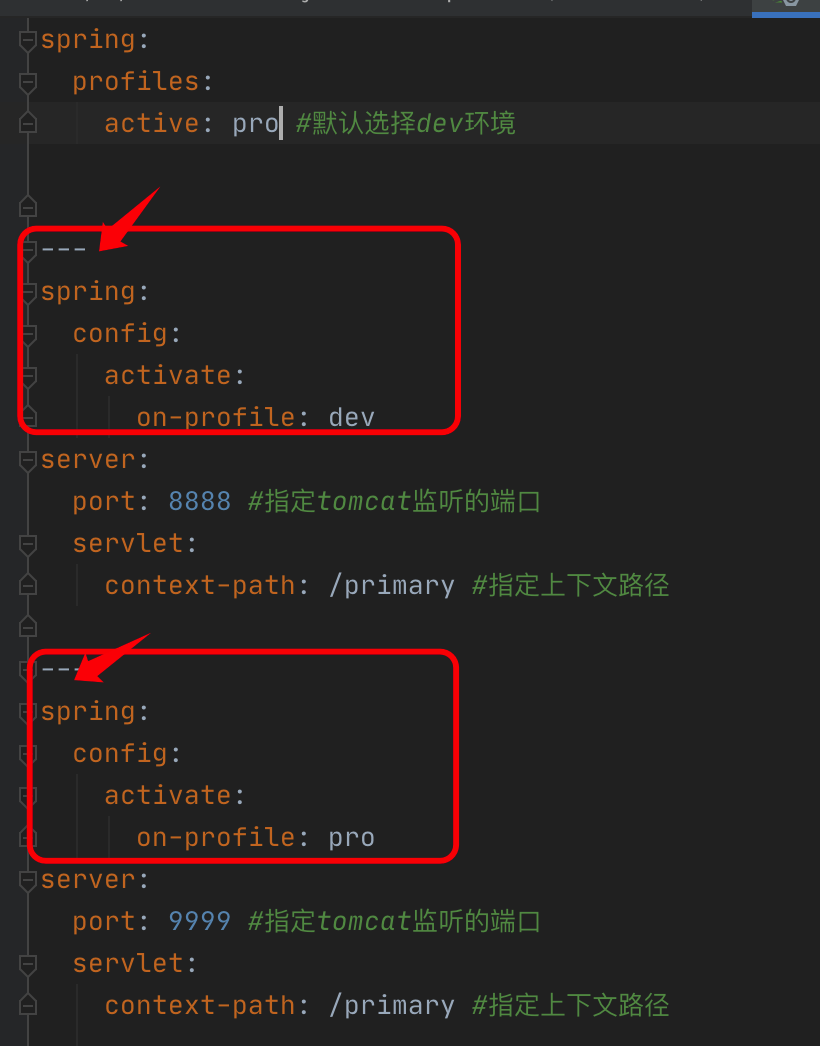 spring:
  profiles:
    active: pro #默认选择dev环境
---
spring:
  config:
    activate:
      on-profile: dev
server:
  port: 8888 #指定tomcat监听的端口
  servlet:
    context-path: /primary #指定上下文路径
---
spring:
  config:
    activate:
      on-profile: pro
server:
  port: 9999 #指定tomcat监听的端口
  servlet:
    context-path: /primary #指定上下文路径